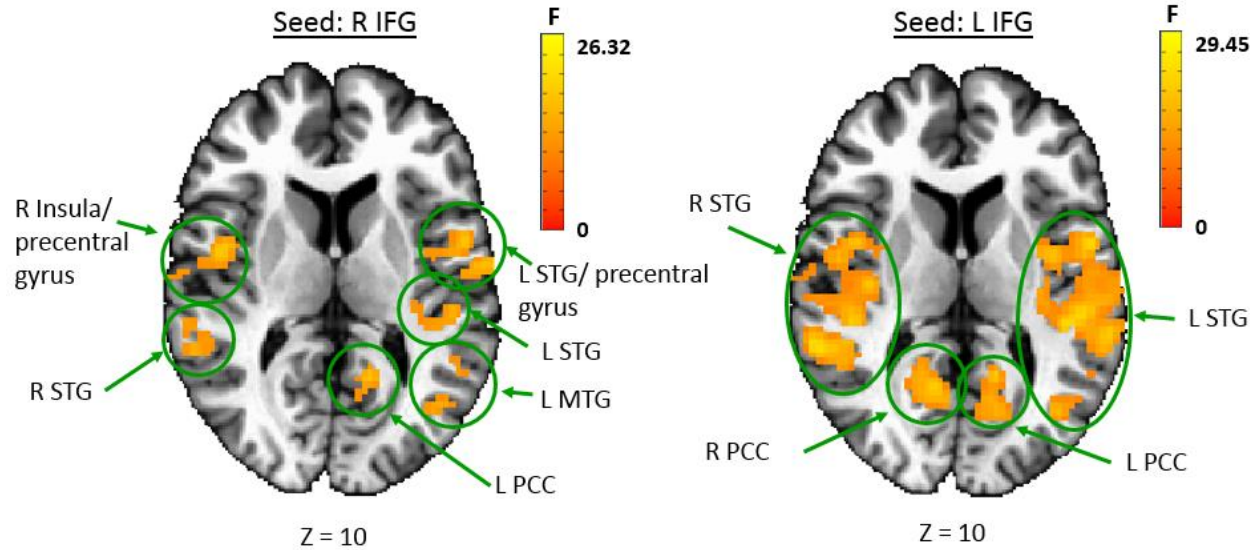 Seed: R IFG
F
26.32
0
R Insula/
precentral
gyrus
R STG
L STG/ precentral
gyrus
L STG
L MTG
L PCC
Z = 10
Seed: L IFG
F
29.45
0
R STG
L STG
R PCC
L PCC
Z = 10